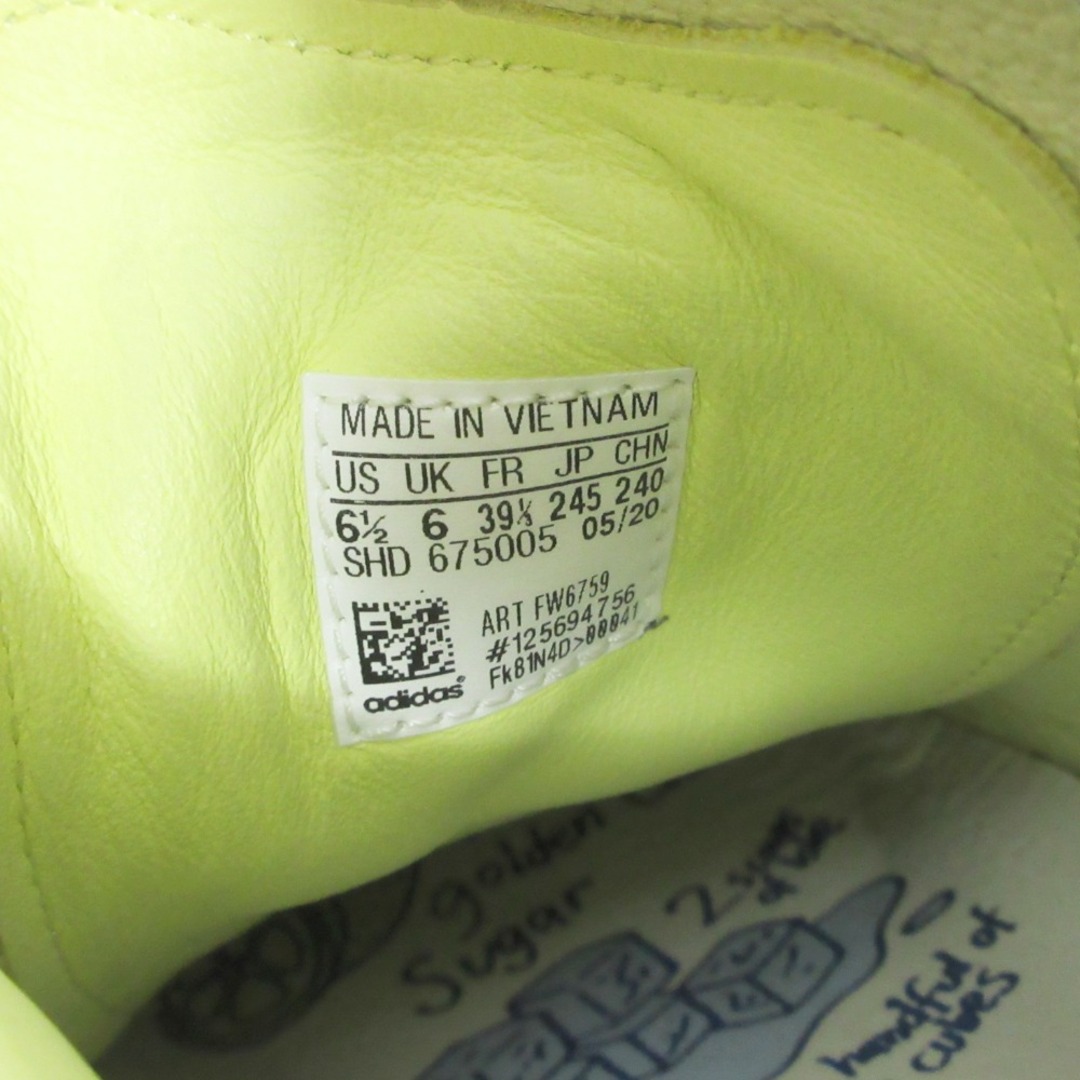 MADE IN VIETNAM
US UK FR JP CHN
6½ 6 39⅓ 245 240
SHD 675005 05/20
ART FW6759
#125694756
FK81N4D>00041
adidas®
golden
Sugar
2
handful of
cubes